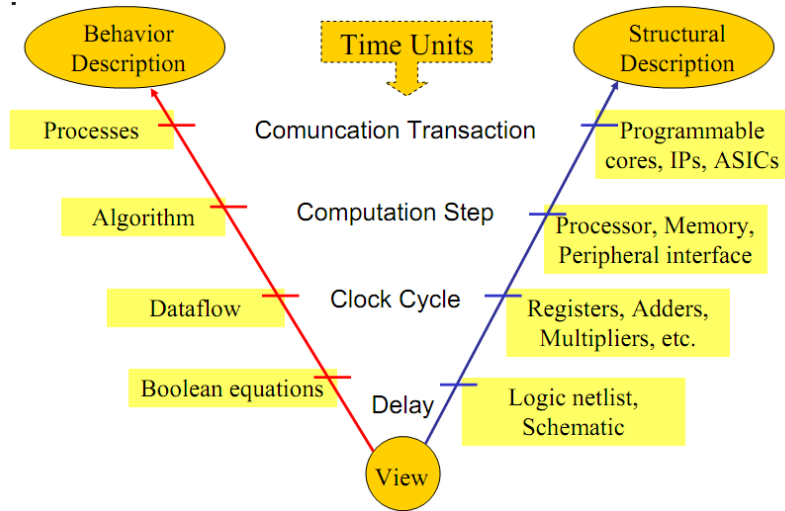 Behavior
Description
Time Units
Structural
Description
Processes
Comuncation Transaction
Programmable
cores, IPs, ASICs
Algorithm
Computation Step
Processor, Memory,
Peripheral interface
Dataflow
Clock Cycle
Registers, Adders,
Multipliers, etc.
Boolean equations
Delay
Logic netlist,
Schematic
View